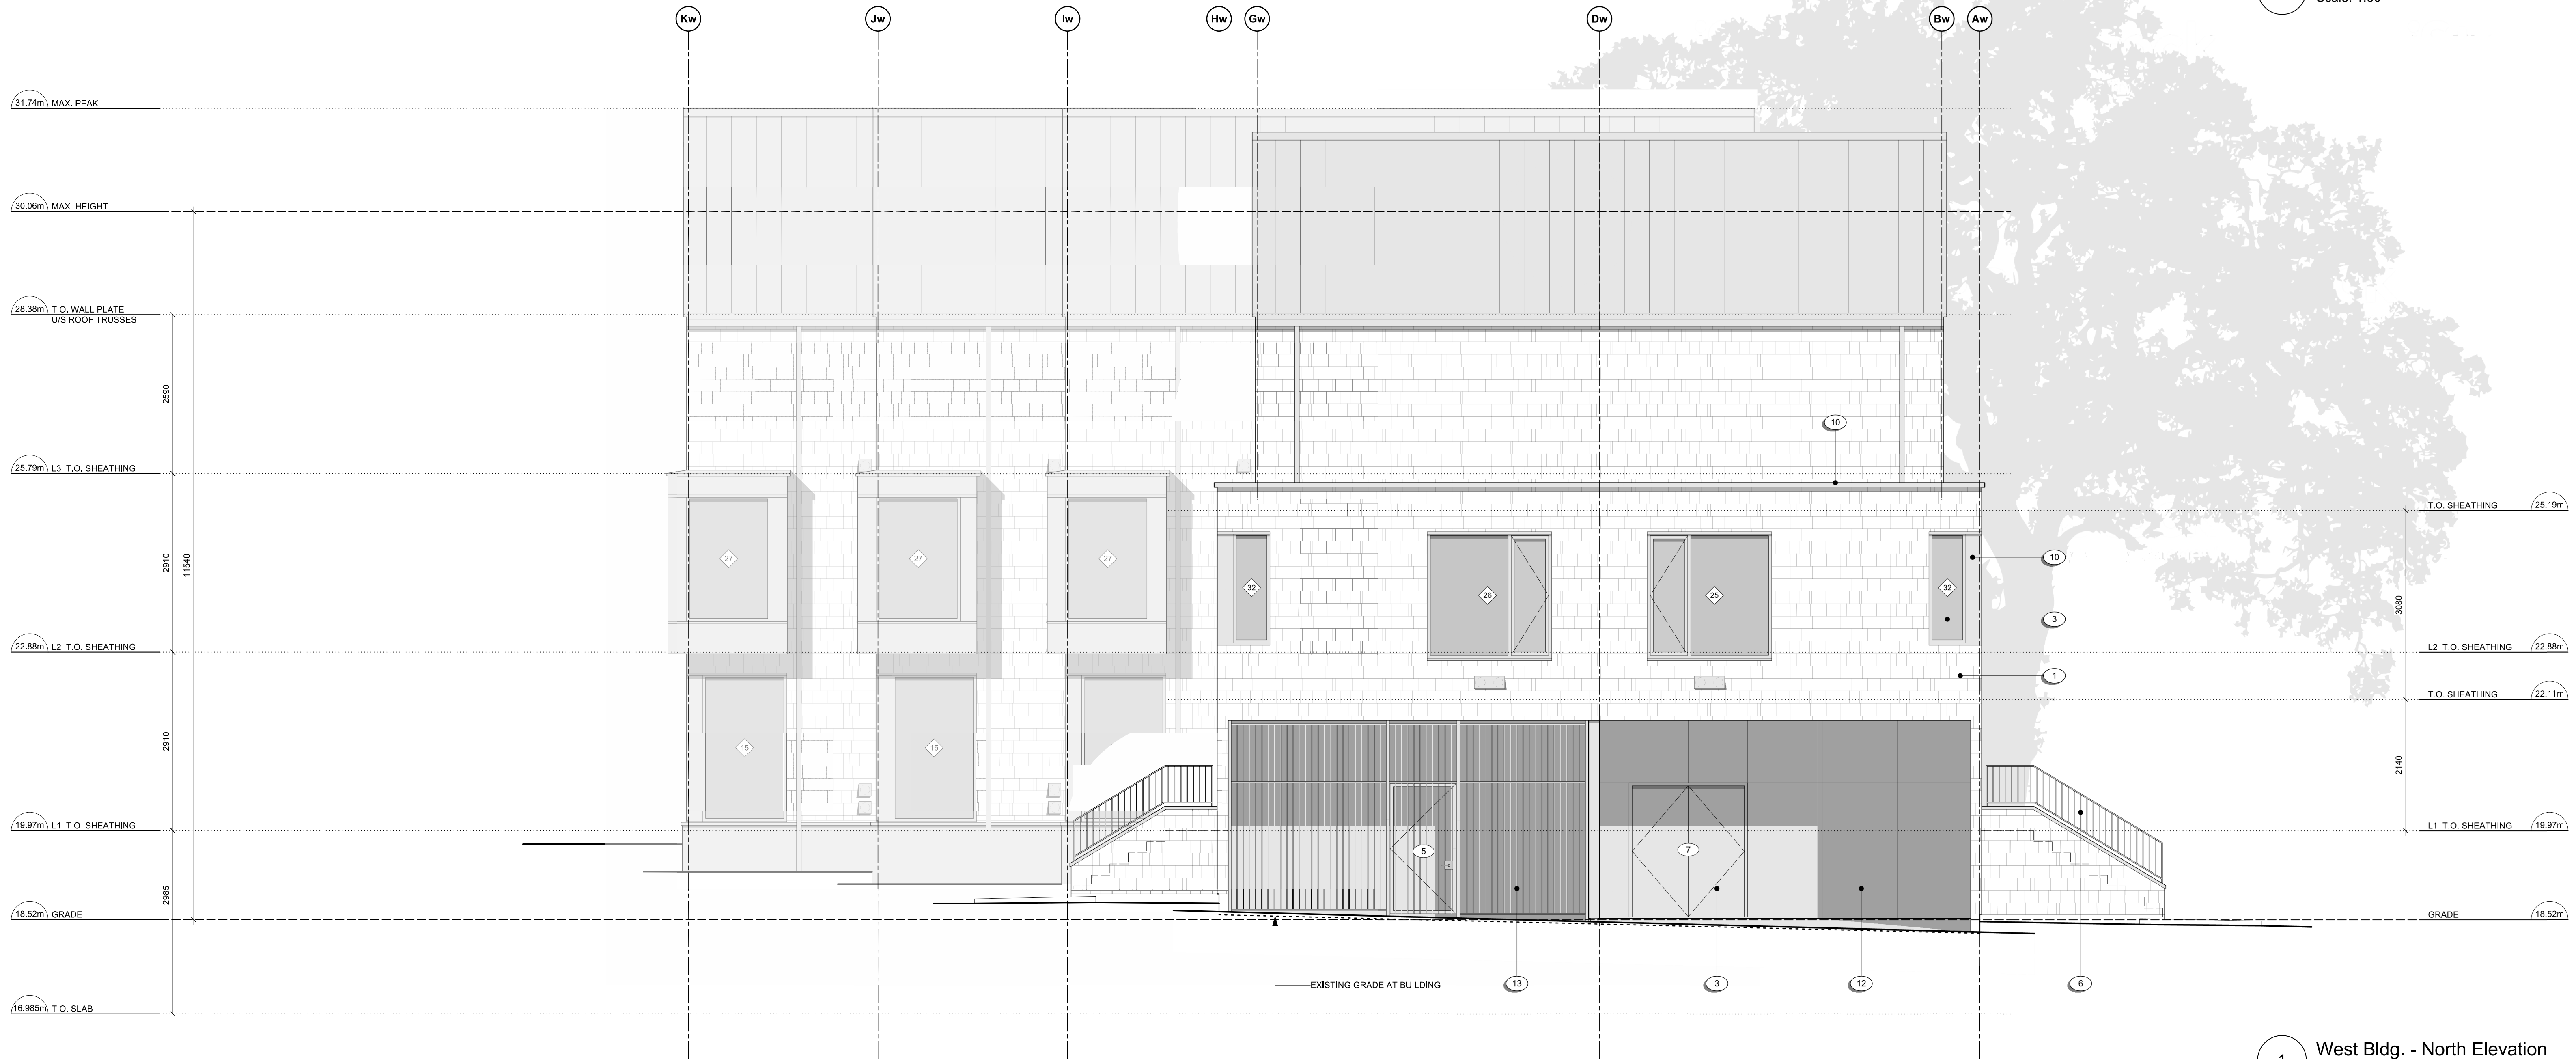 Kw Jw Iw Hw Gw Dw Bw Aw
31.74m MAX. PEAK
30.06m MAX. HEIGHT
28.38m T.O. WALL PLATE
U/S ROOF TRUSSES
2590
10
25.79m L3 T.O. SHEATHING
T.O. SHEATHING 25.19m
2910
11540
27 27 27
32 26 25 32
10
3
3080
22.88m L2 T.O. SHEATHING
L2 T.O. SHEATHING 22.88m
1
T.O. SHEATHING 22.11m
2910
15 15
2140
19.97m L1 T.O. SHEATHING
L1 T.O. SHEATHING 19.97m
5 7
2985
18.52m GRADE
GRADE 18.52m
EXISTING GRADE AT BUILDING
13 3 12 6
16.985m T.O. SLAB
West Bldg. - North Elevation